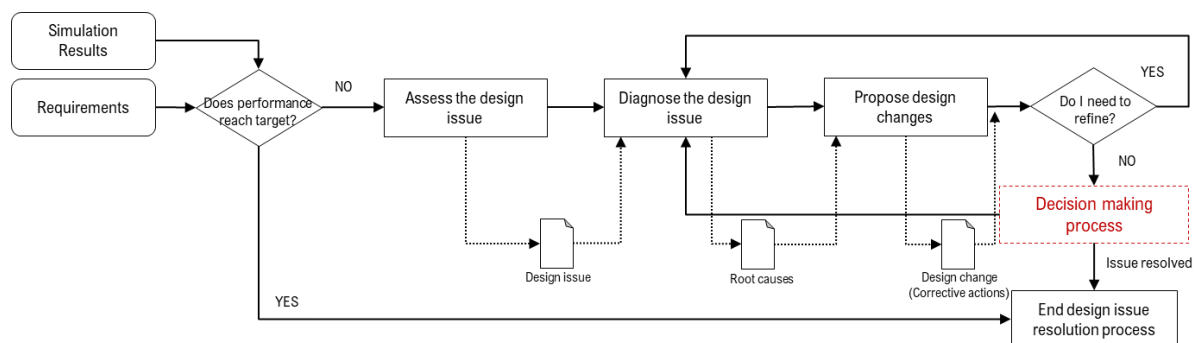 Simulation
Results
Requirements
Does performance
reach target?
NO
YES
Assess the design
issue
Design issue
Diagnose the design
issue
Root causes
Propose design
changes
Design change
(Corrective actions)
Do I need to
refine?
YES
NO
Decision making
process
Issue resolved
End design issue
resolution process